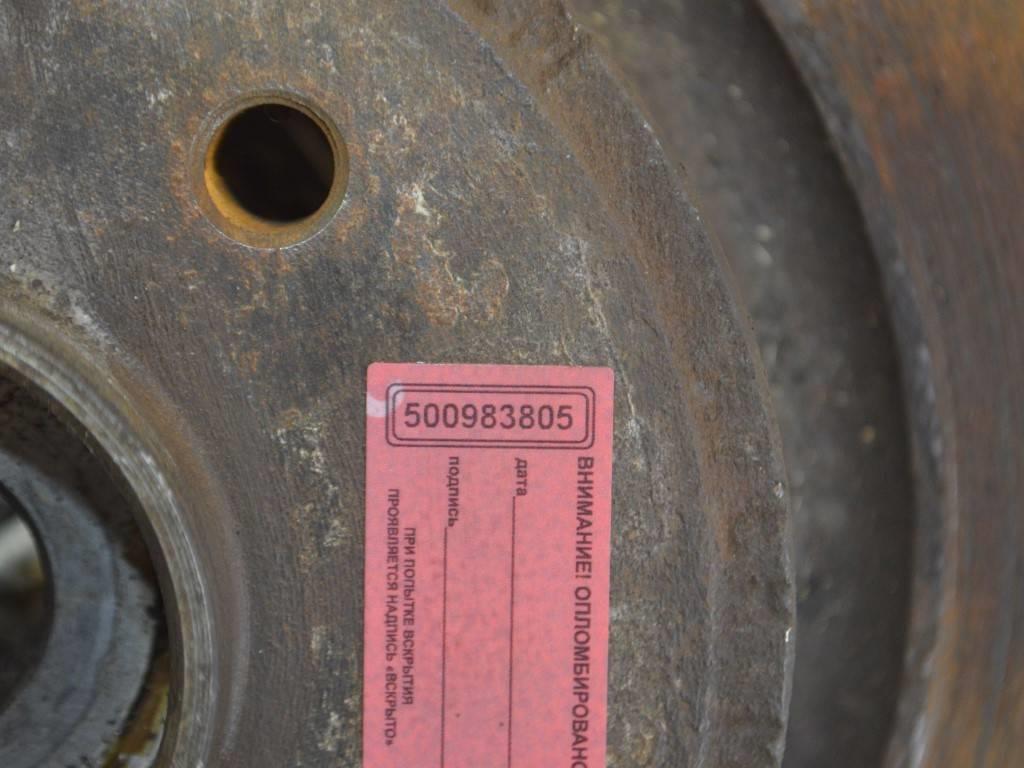 500983805
ВНИМАНИЕ! ОПЛОМБИРОВАНО
дата
подпись
ПРИ ПОПЫТКЕ ВСКРЫТИЯ
ПРОЯВЛЯЕТСЯ НАДПИСЬ «ВСКРЫТО»